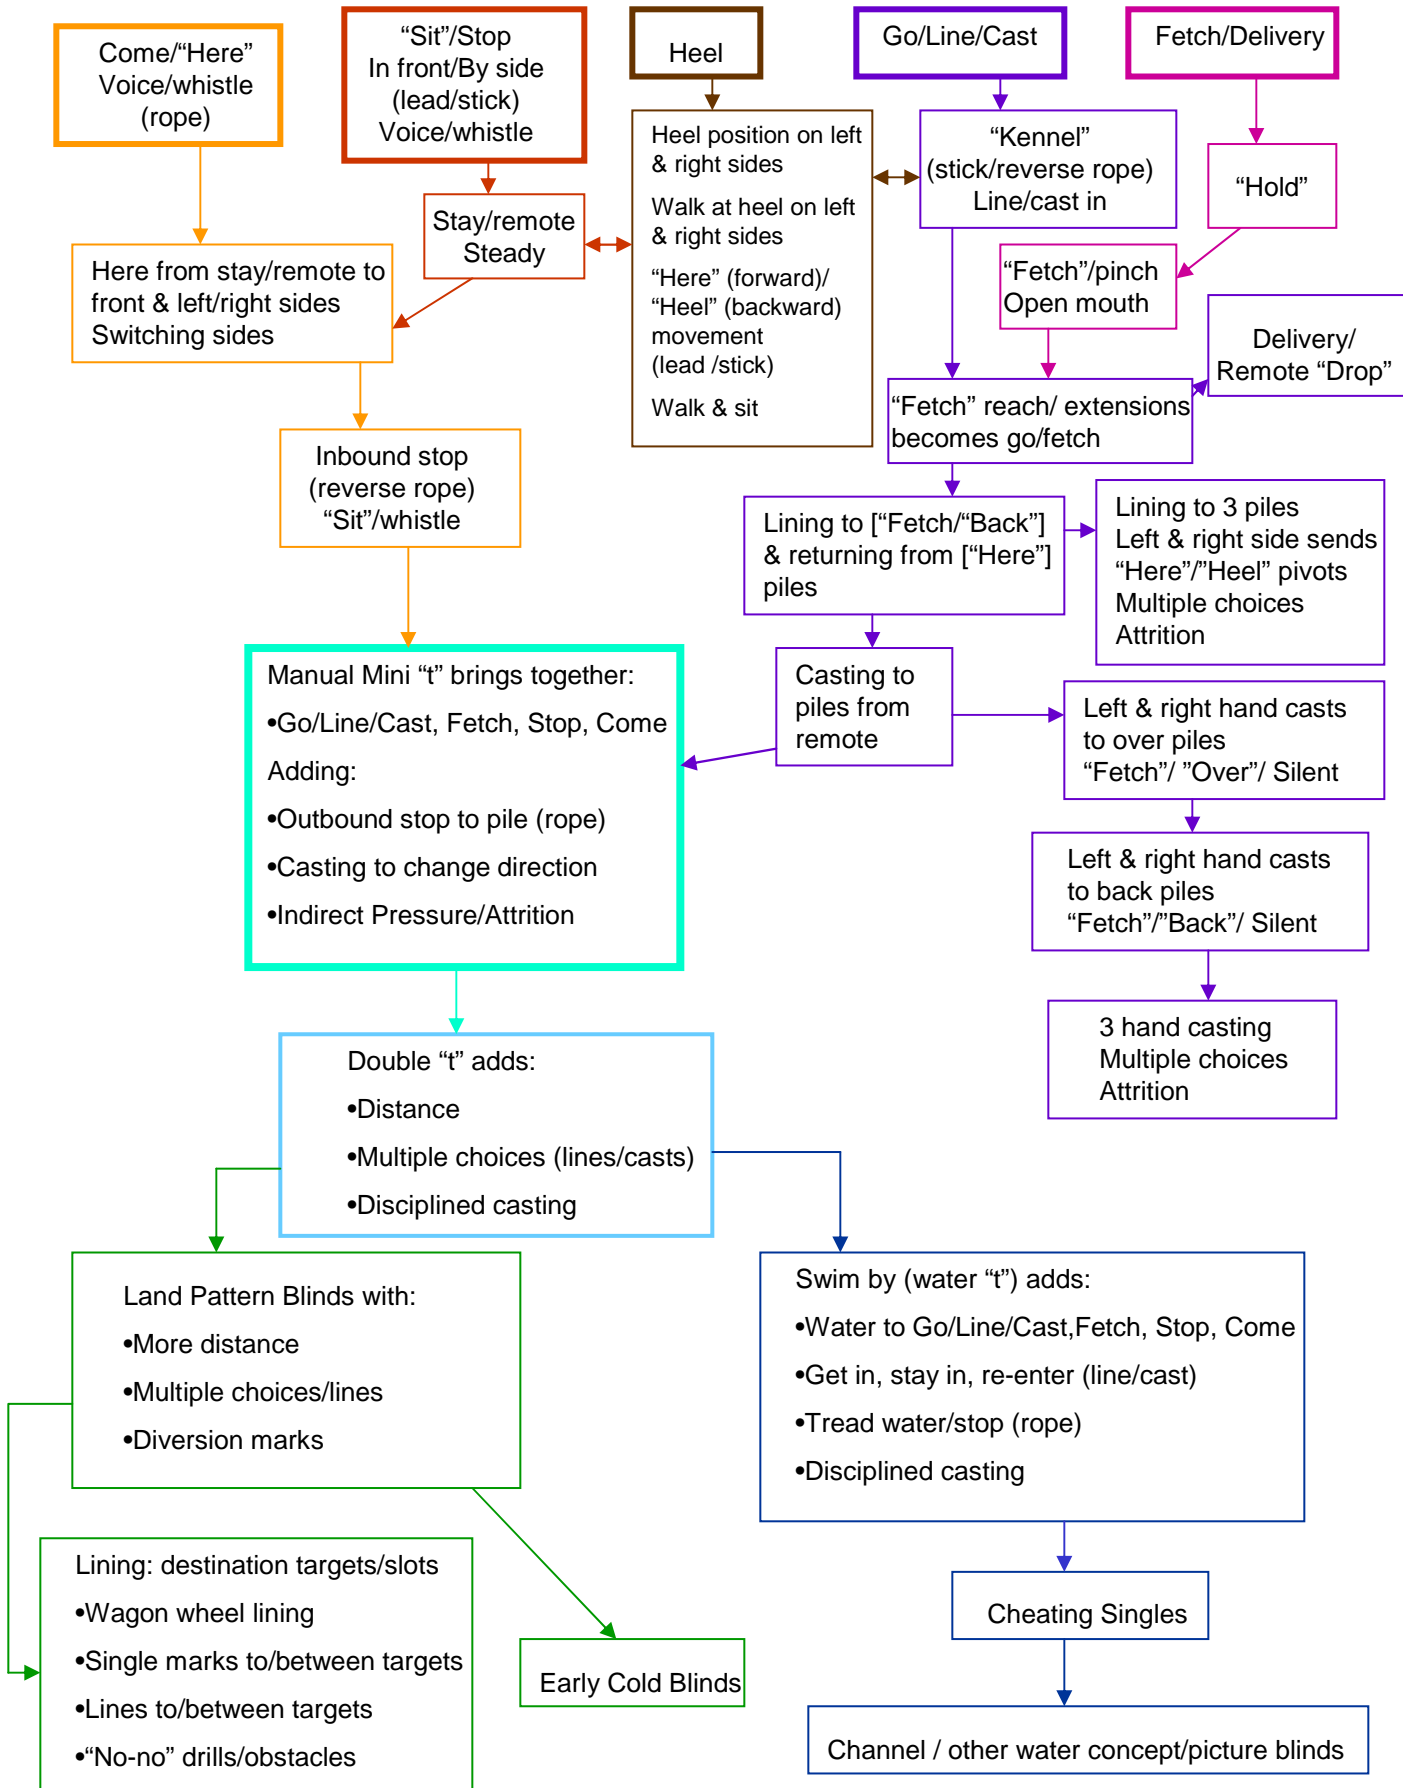 Come/“Here”
Voice/whistle
(rope)
“Sit”/Stop
In front/By side
(lead/stick)
Voice/whistle
Heel
Go/Line/Cast
Fetch/Delivery
Heel position on left
& right sides
Walk at heel on left
& right sides
“Here” (forward)/
“Heel” (backward)
movement
(lead /stick)
Walk & sit
“Kennel”
(stick/reverse rope)
Line/cast in
“Hold”
Stay/remote
Steady
Here from stay/remote to
front & left/right sides
Switching sides
“Fetch”/pinch
Open mouth
Delivery/
Remote “Drop”
“Fetch” reach/ extensions
becomes go/fetch
Inbound stop
(reverse rope)
“Sit”/whistle
Lining to [“Fetch/“Back”]
& returning from [“Here”]
piles
Lining to 3 piles
Left & right side sends
“Here”/”Heel” pivots
Multiple choices
Attrition
Manual Mini “t” brings together:
•Go/Line/Cast, Fetch, Stop, Come
Adding:
•Outbound stop to pile (rope)
•Casting to change direction
•Indirect Pressure/Attrition
Casting to
piles from
remote
Left & right hand casts
to over piles
“Fetch”/ ”Over”/ Silent
Left & right hand casts
to back piles
“Fetch”/”Back”/ Silent
3 hand casting
Multiple choices
Attrition
Double “t” adds:
•Distance
•Multiple choices (lines/casts)
•Disciplined casting
Land Pattern Blinds with:
•More distance
•Multiple choices/lines
•Diversion marks
Swim by (water “t”) adds:
•Water to Go/Line/Cast,Fetch, Stop, Come
•Get in, stay in, re-enter (line/cast)
•Tread water/stop (rope)
•Disciplined casting
Lining: destination targets/slots
•Wagon wheel lining
•Single marks to/between targets
•Lines to/between targets
•“No-no” drills/obstacles
Early Cold Blinds
Cheating Singles
Channel / other water concept/picture blinds